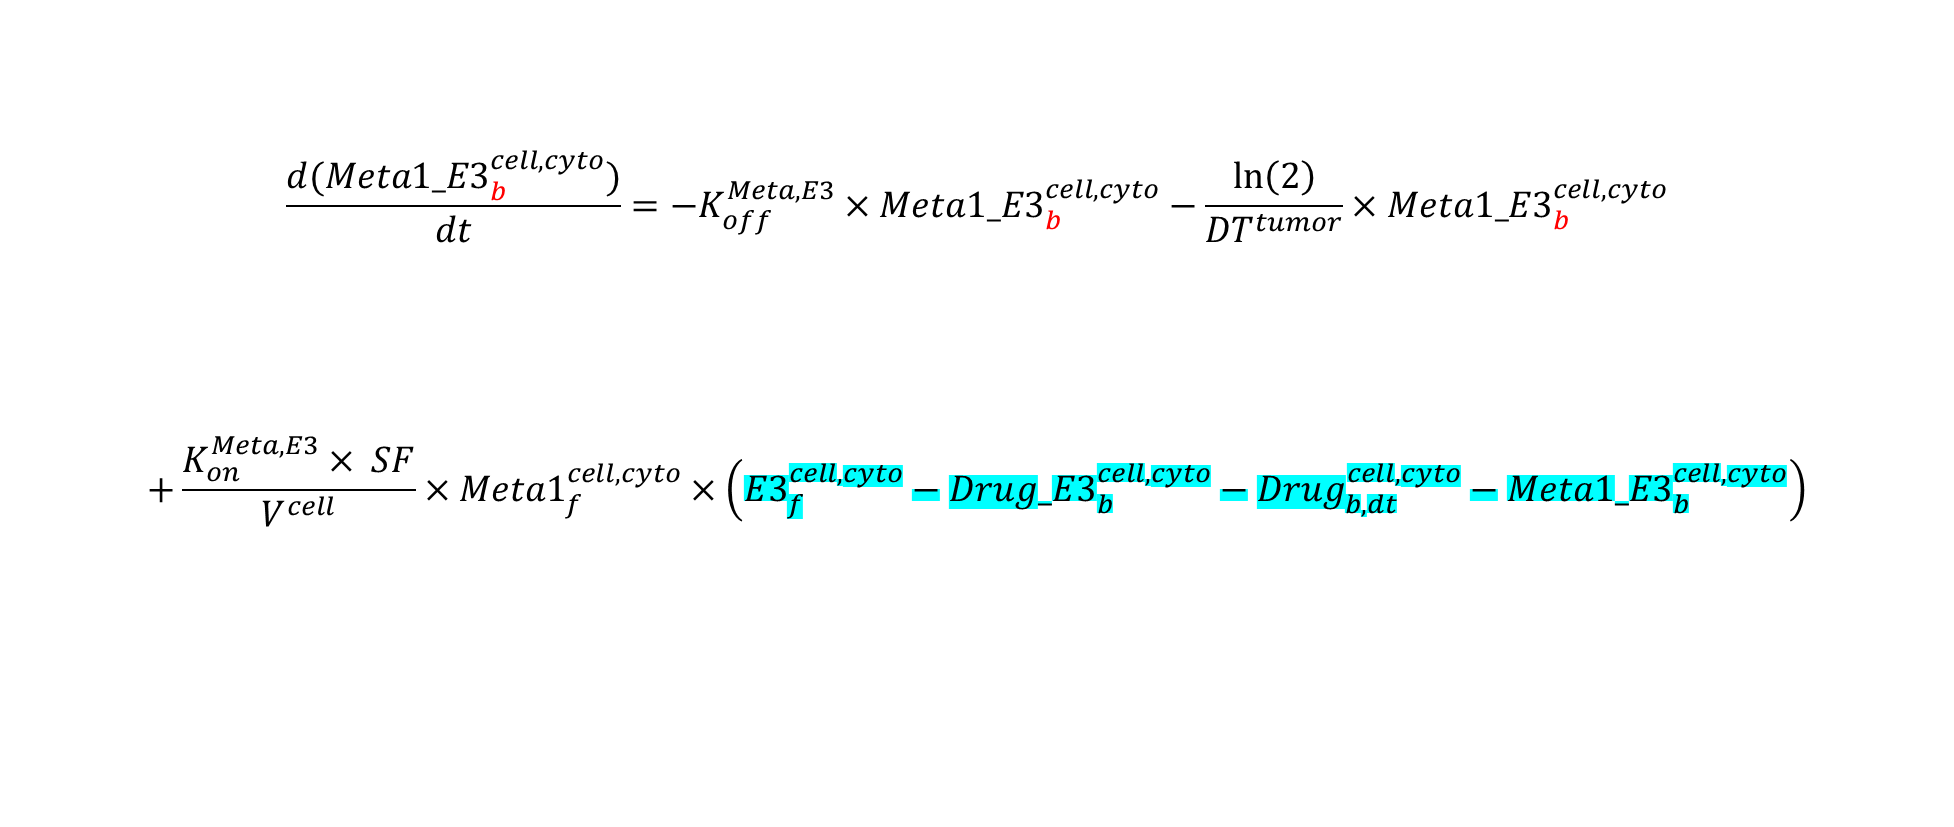 d(Meta1_E3_b^{cell,cyto})/dt = −K_{off}^{Meta,E3} × Meta1_E3_b^{cell,cyto} − ln(2)/DT^{tumor} × Meta1_E3_b^{cell,cyto}
+ (K_{on}^{Meta,E3} × SF)/V^{cell} × Meta1_f^{cell,cyto} × (E3_f^{cell,cyto} − Drug_E3_b^{cell,cyto} − Drug_{b,dt}^{cell,cyto} − Meta1_E3_b^{cell,cyto})